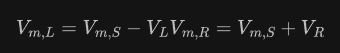 V_{m,L} = V_{m,S} − V_L V_{m,R} = V_{m,S} + V_R